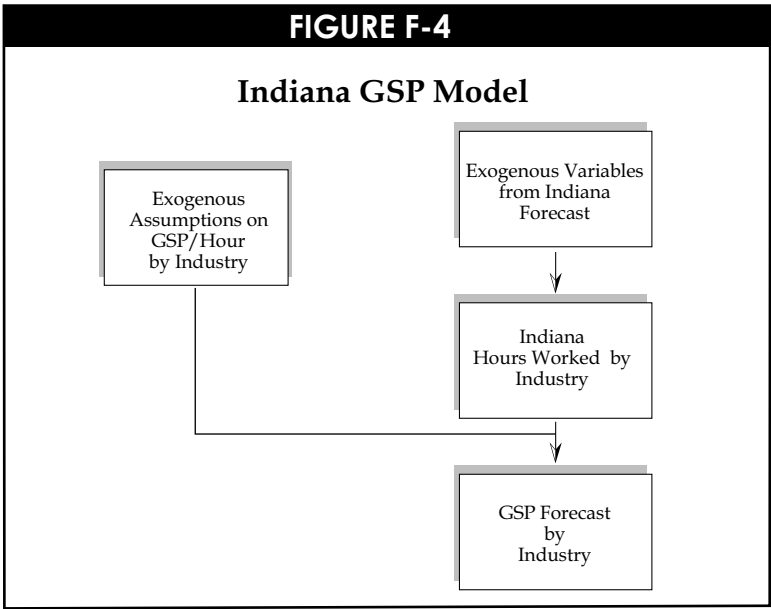 FIGURE F-4
Indiana GSP Model
Exogenous
Assumptions on
GSP/Hour
by Industry
Exogenous Variables
from Indiana
Forecast
Indiana
Hours Worked by
Industry
GSP Forecast
by
Industry